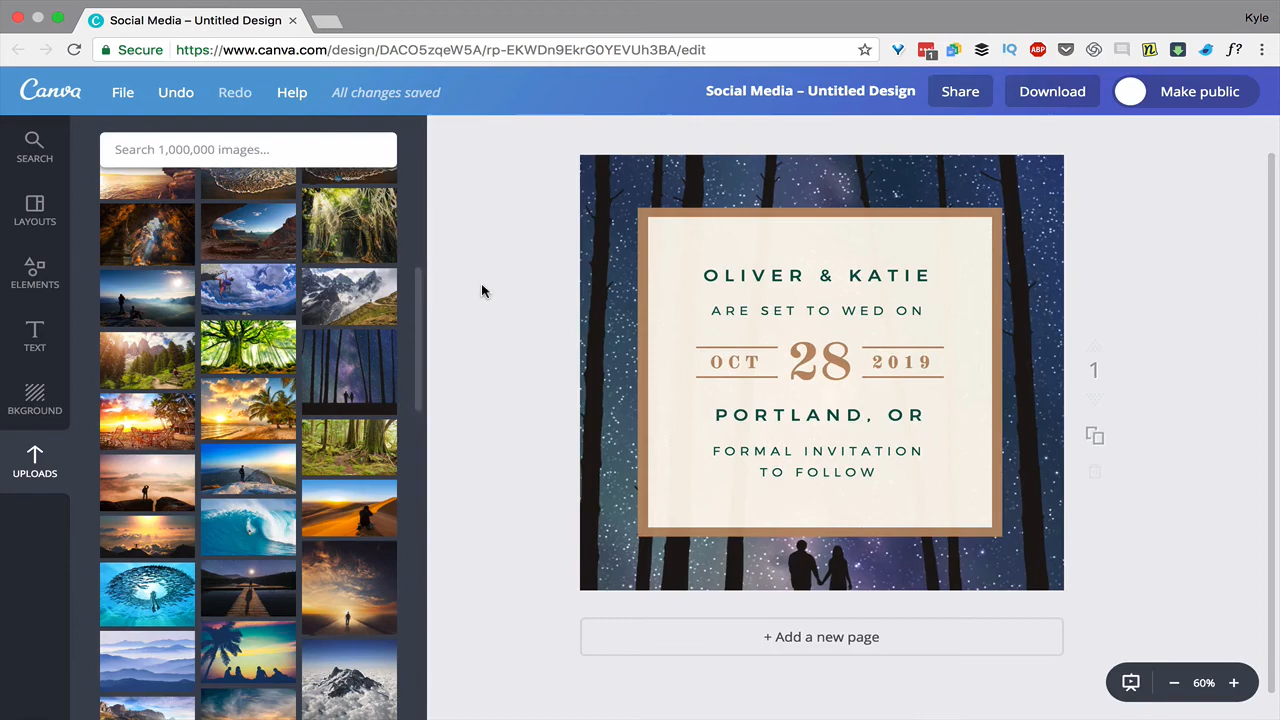 Kyle
Social Media – Untitled Design
Secure https://www.canva.com/design/DACO5zqeW5A/rp-EKWDn9EkrG0YEVUh3BA/edit
1
IQ
ABP
n
f?
Canva
File Undo Redo Help All changes saved
Social Media – Untitled Design Share Download Make public
Search 1,000,000 images...
SEARCH
LAYOUTS
ELEMENTS
TEXT
BKGROUND
UPLOADS
OLIVER & KATIE
ARE SET TO WED ON
OCT 28 2019
PORTLAND, OR
FORMAL INVITATION
TO FOLLOW
1
+ Add a new page
60%